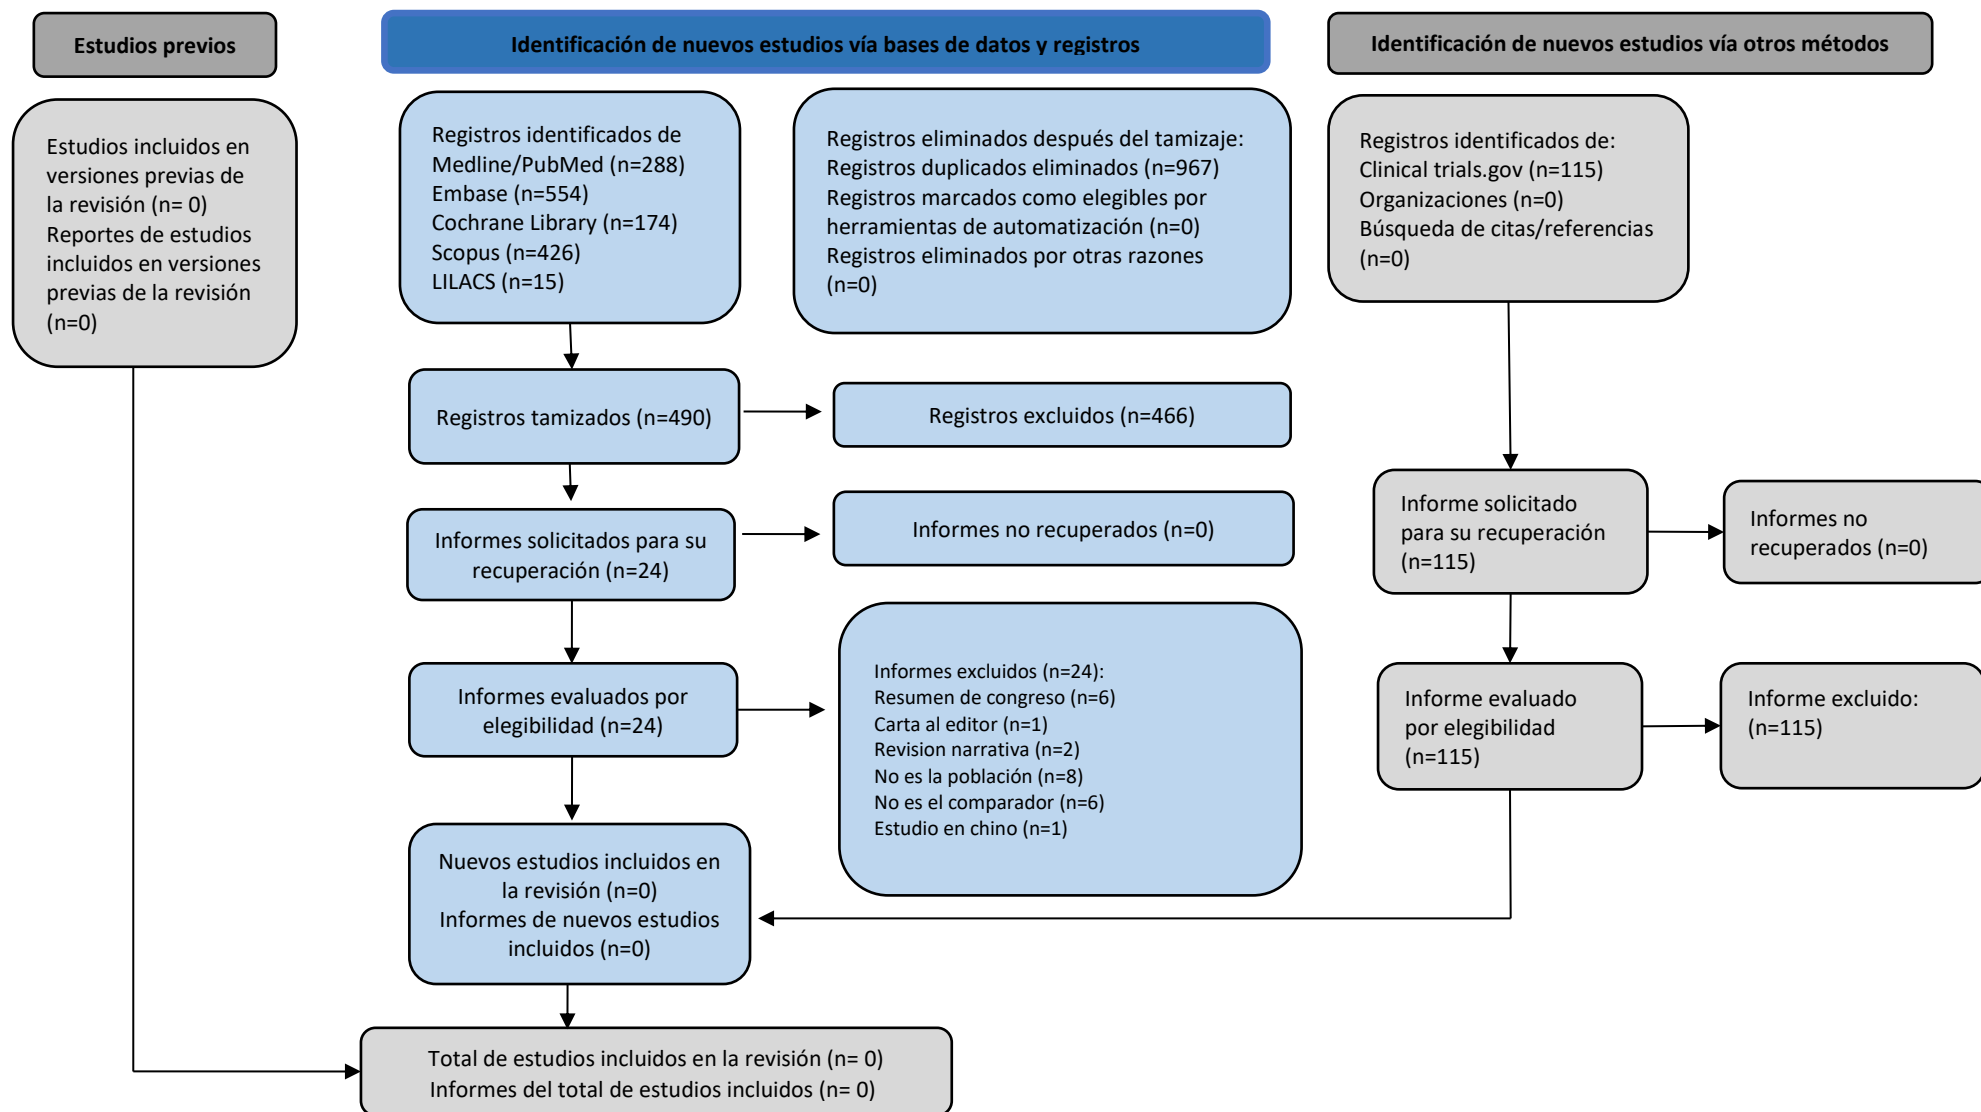 Estudios previos
Identificación de nuevos estudios vía bases de datos y registros
Identificación de nuevos estudios vía otros métodos
Estudios incluidos en
versiones previas de
la revisión (n= 0)
Reportes de estudios
incluidos en versiones
previas de la revisión
(n=0)
Registros identificados de
Medline/PubMed (n=288)
Embase (n=554)
Cochrane Library (n=174)
Scopus (n=426)
LILACS (n=15)
Registros eliminados después del tamizaje:
Registros duplicados eliminados (n=967)
Registros marcados como elegibles por
herramientas de automatización (n=0)
Registros eliminados por otras razones
(n=0)
Registros identificados de:
Clinical trials.gov (n=115)
Organizaciones (n=0)
Búsqueda de citas/referencias
(n=0)
Registros tamizados (n=490)
Registros excluidos (n=466)
Informes solicitados para su
recuperación (n=24)
Informes no recuperados (n=0)
Informe solicitado
para su recuperación
(n=115)
Informes no
recuperados (n=0)
Informes evaluados por
elegibilidad (n=24)
Informes excluidos (n=24):
Resumen de congreso (n=6)
Carta al editor (n=1)
Revision narrativa (n=2)
No es la población (n=8)
No es el comparador (n=6)
Estudio en chino (n=1)
Informe evaluado
por elegibilidad
(n=115)
Informe excluido:
(n=115)
Nuevos estudios incluidos en
la revisión (n=0)
Informes de nuevos estudios
incluidos (n=0)
Total de estudios incluidos en la revisión (n= 0)
Informes del total de estudios incluidos (n= 0)